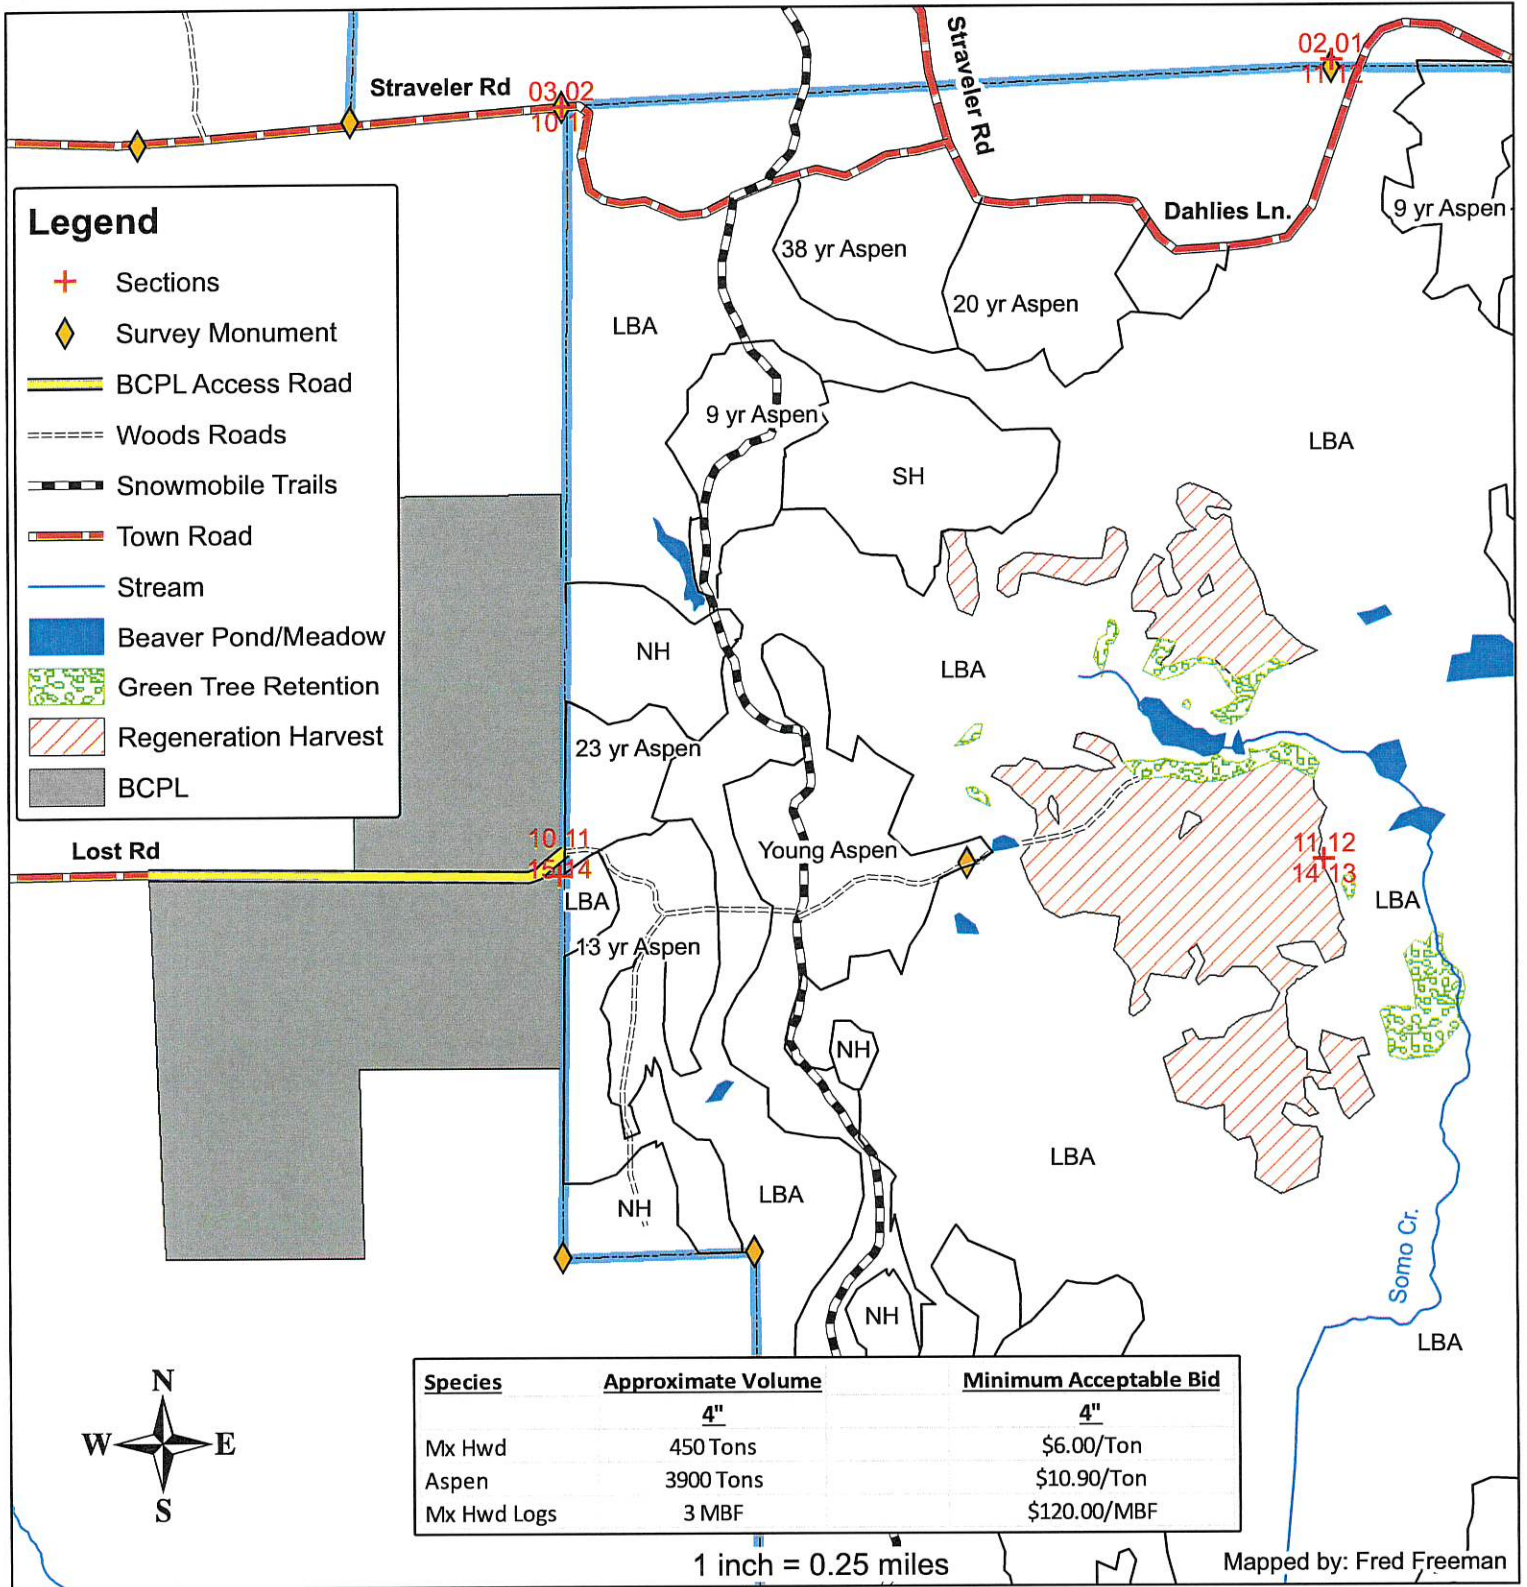 Straveler Rd
Straveler Rd
02 01
11 12
03 02
10 11
Dahlies Ln.
9 yr Aspen
Legend
Sections
Survey Monument
BCPL Access Road
Woods Roads
Snowmobile Trails
Town Road
Stream
Beaver Pond/Meadow
Green Tree Retention
Regeneration Harvest
BCPL
38 yr Aspen
20 yr Aspen
LBA
9 yr Aspen
LBA
SH
NH
LBA
23 yr Aspen
Lost Rd
10 11
15 14
Young Aspen
11 12
14 13
LBA
LBA
13 yr Aspen
NH
LBA
NH
LBA
Somo Cr.
NH
LBA
N
W E
S
Species Approximate Volume Minimum Acceptable Bid
4" 4"
Mx Hwd 450 Tons $6.00/Ton
Aspen 3900 Tons $10.90/Ton
Mx Hwd Logs 3 MBF $120.00/MBF
1 inch = 0.25 miles
Mapped by: Fred Freeman